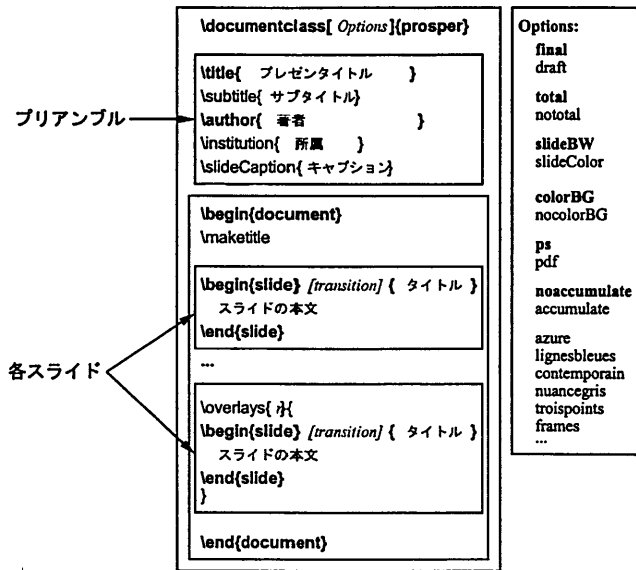 \documentclass[ Options ]{prosper}
\title{ プレゼンタイトル }
\subtitle{ サブタイトル}
\author{ 著者 }
\institution{ 所属 }
\slideCaption{ キャプション}
プリアンブル
\begin{document}
\maketitle
\begin{slide} [transition] { タイトル }
スライドの本文
\end{slide}
...
各スライド
\overlays{ n}{
\begin{slide} [transition] { タイトル }
スライドの本文
\end{slide}
}
\end{document}
Options:
final
draft
total
nototal
slideBW
slideColor
colorBG
nocolorBG
ps
pdf
noaccumulate
accumulate
azure
lignesbleues
contemporain
nuancegris
troispoints
frames
...